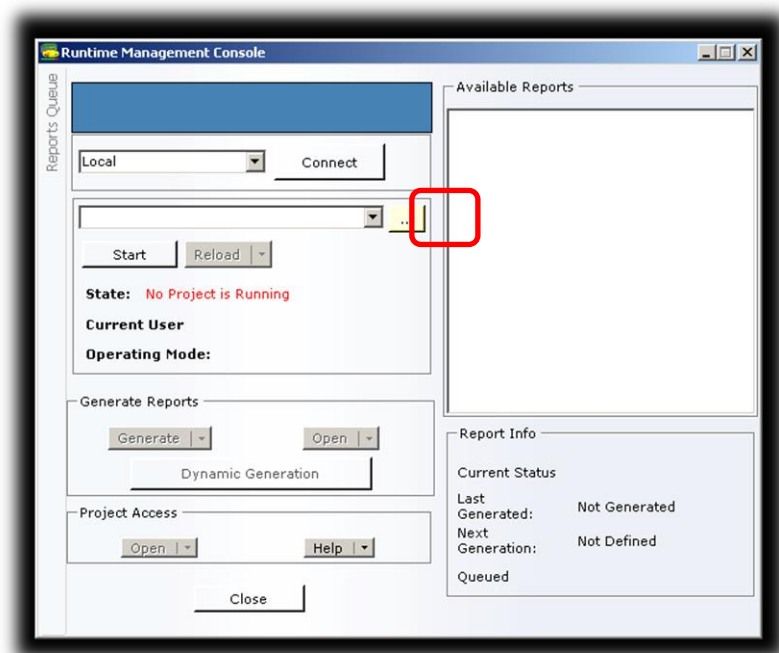 Runtime Management Console
Reports Queue
Local
Connect
...
Start
Reload
State: No Project is Running
Current User
Operating Mode:
Generate Reports
Generate
Open
Dynamic Generation
Project Access
Open
Help
Close
Available Reports
Report Info
Current Status
Last
Generated: Not Generated
Next
Generation: Not Defined
Queued